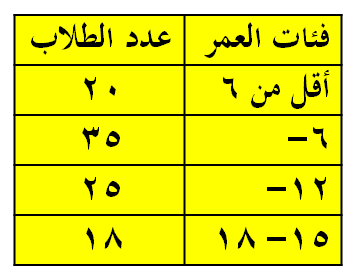 فئات العمر عدد الطلاب
أقل من ٦ ٢٠
٦– ٣٥
١٢– ٢٥
١٥–١٨ ١٨